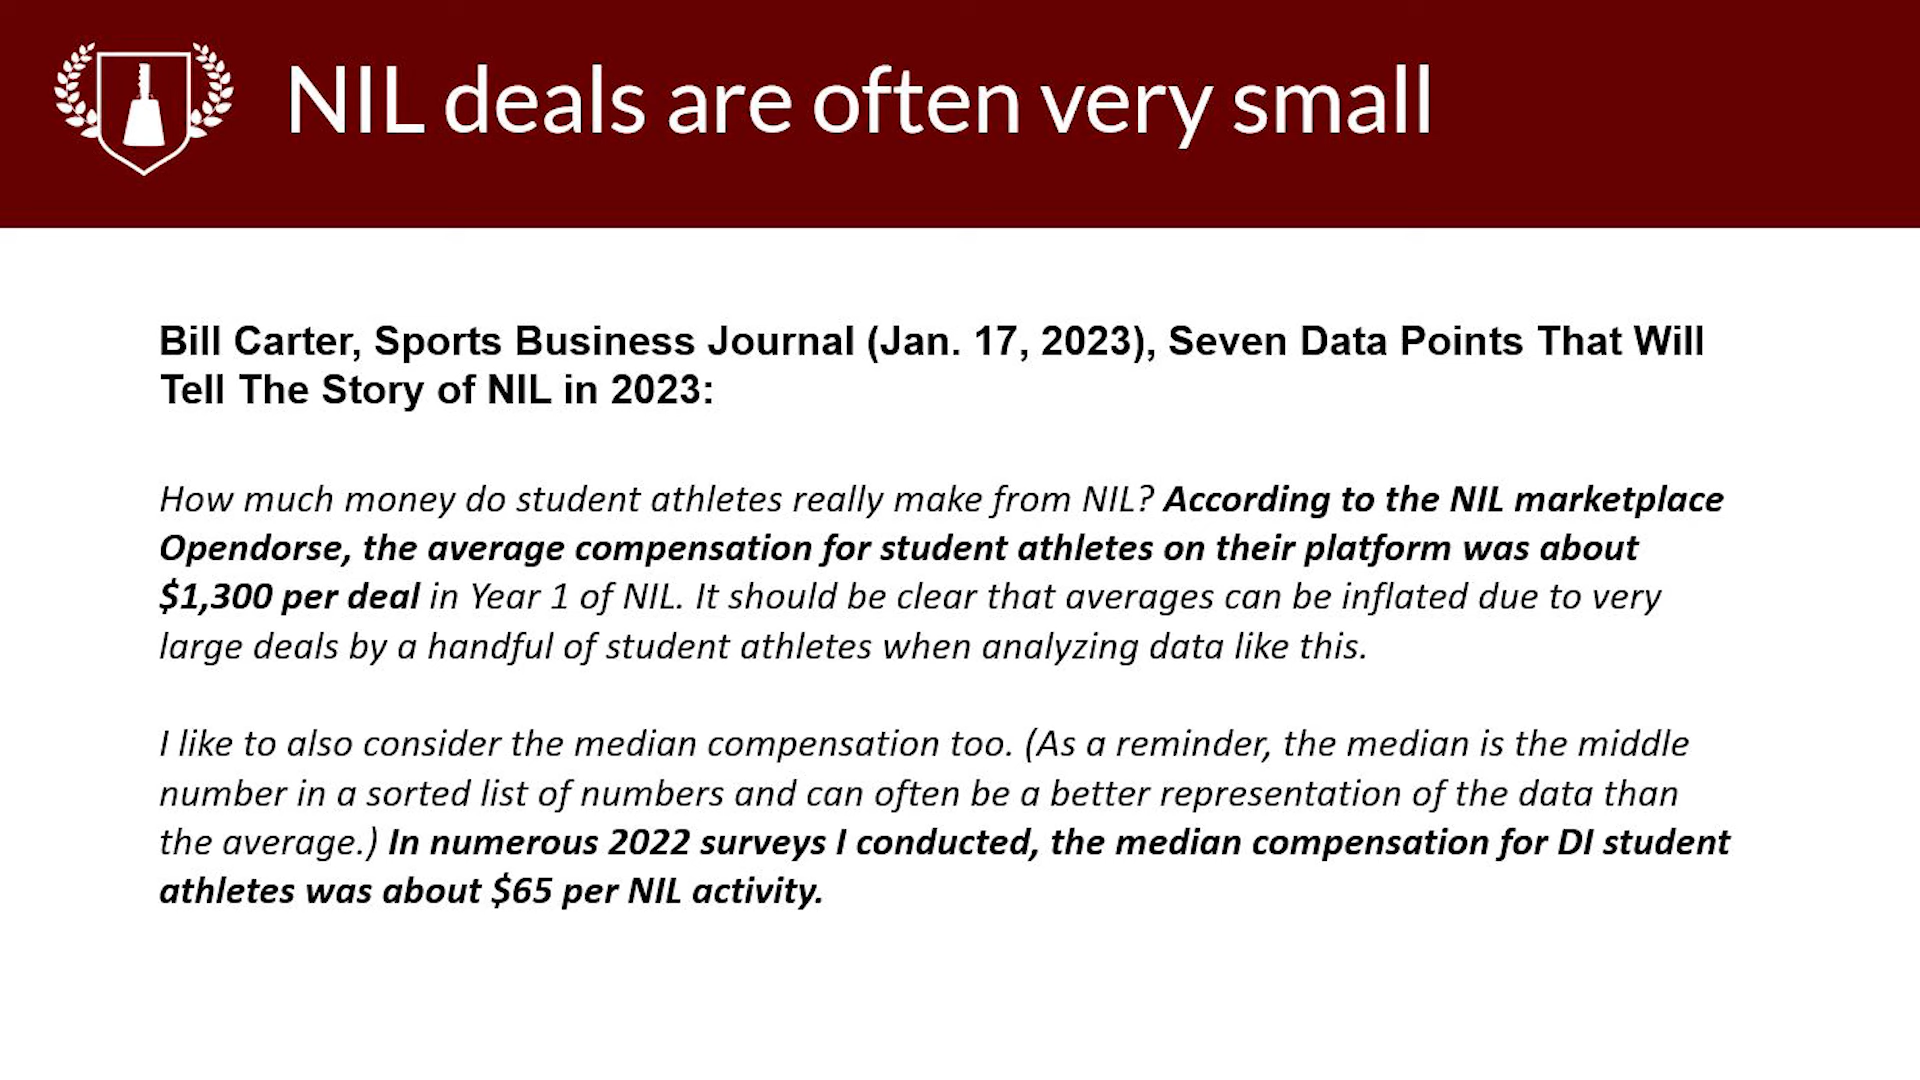 NIL deals are often very small
Bill Carter, Sports Business Journal (Jan. 17, 2023), Seven Data Points That Will
Tell The Story of NIL in 2023:
How much money do student athletes really make from NIL? According to the NIL marketplace
Opendorse, the average compensation for student athletes on their platform was about
$1,300 per deal in Year 1 of NIL. It should be clear that averages can be inflated due to very
large deals by a handful of student athletes when analyzing data like this.
I like to also consider the median compensation too. (As a reminder, the median is the middle
number in a sorted list of numbers and can often be a better representation of the data than
the average.) In numerous 2022 surveys I conducted, the median compensation for DI student
athletes was about $65 per NIL activity.